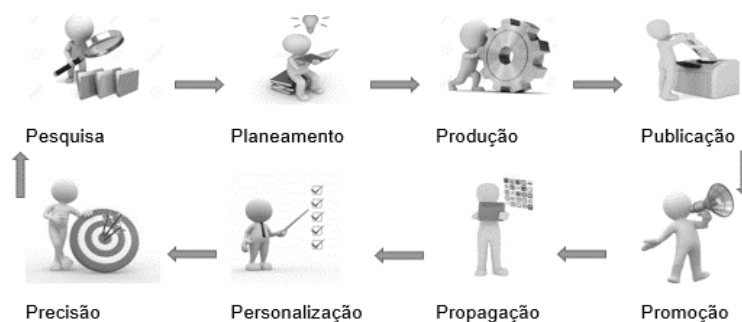 Pesquisa
Planeamento
Produção
Publicação
Precisão
Personalização
Propagação
Promoção